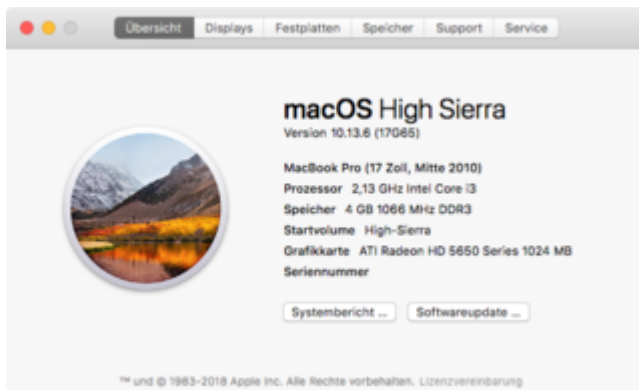 Übersicht Displays Festplatten Speicher Support Service
macOS High Sierra
Version 10.13.6 (17G65)
MacBook Pro (17 Zoll, Mitte 2010)
Prozessor 2,13 GHz Intel Core i3
Speicher 4 GB 1066 MHz DDR3
Startvolume High-Sierra
Grafikkarte ATI Radeon HD 5650 Series 1024 MB
Seriennummer
Systembericht ... Softwareupdate ...
™ und © 1983-2018 Apple Inc. Alle Rechte vorbehalten. Lizenzvereinbarung